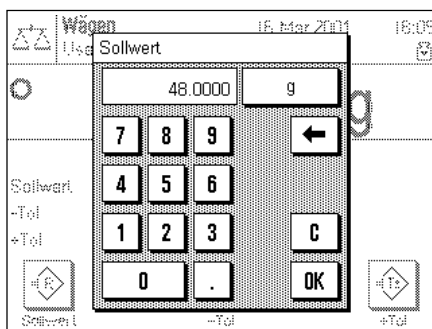 Wägen
16. Mar 2001
16:09
Use
Sollwert
48.0000
g
g
7
8
9
4
5
6
1
2
3
C
0
.
OK
Sollwert
-Tol
+Tol
Sollwert
-Tol
+Tol